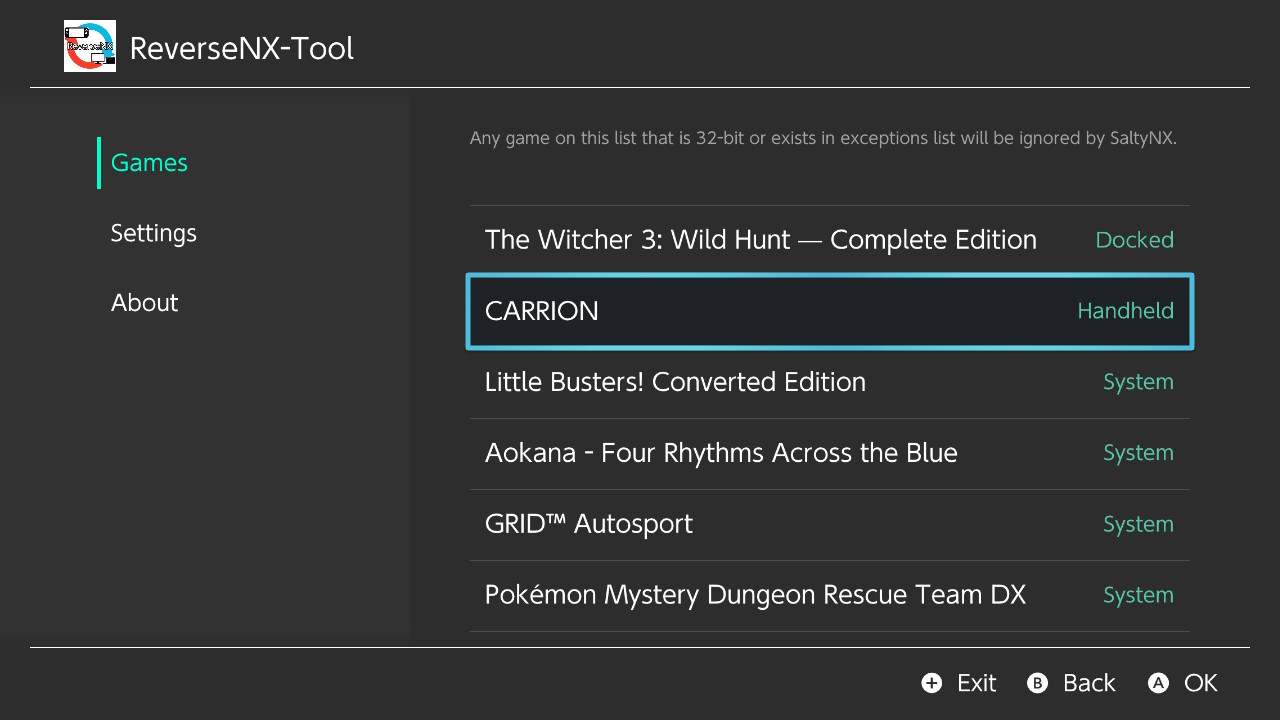 ReverseNX
ReverseNX-Tool
Games
Settings
About
Any game on this list that is 32-bit or exists in exceptions list will be ignored by SaltyNX.
The Witcher 3: Wild Hunt — Complete Edition Docked
CARRION Handheld
Little Busters! Converted Edition System
Aokana - Four Rhythms Across the Blue System
GRID™ Autosport System
Pokémon Mystery Dungeon Rescue Team DX System
+ Exit B Back A OK